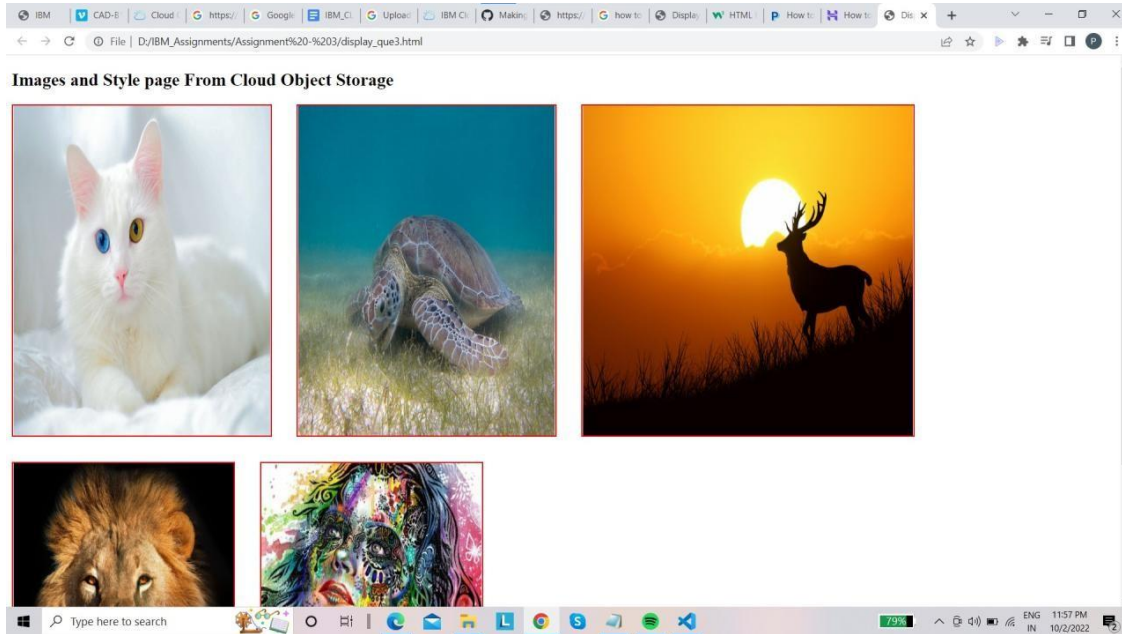 IBM
CAD-B
Cloud
https:/
Google
IBM_CL
Upload
IBM Cl
Making
https:/
how to
Display
HTML
How to
How to
Dis
File | D:/IBM_Assignments/Assignment%20-%203/display_que3.html
P
Images and Style page From Cloud Object Storage
Type here to search
L
S
79%
ENG
IN
11:57 PM
10/2/2022
2